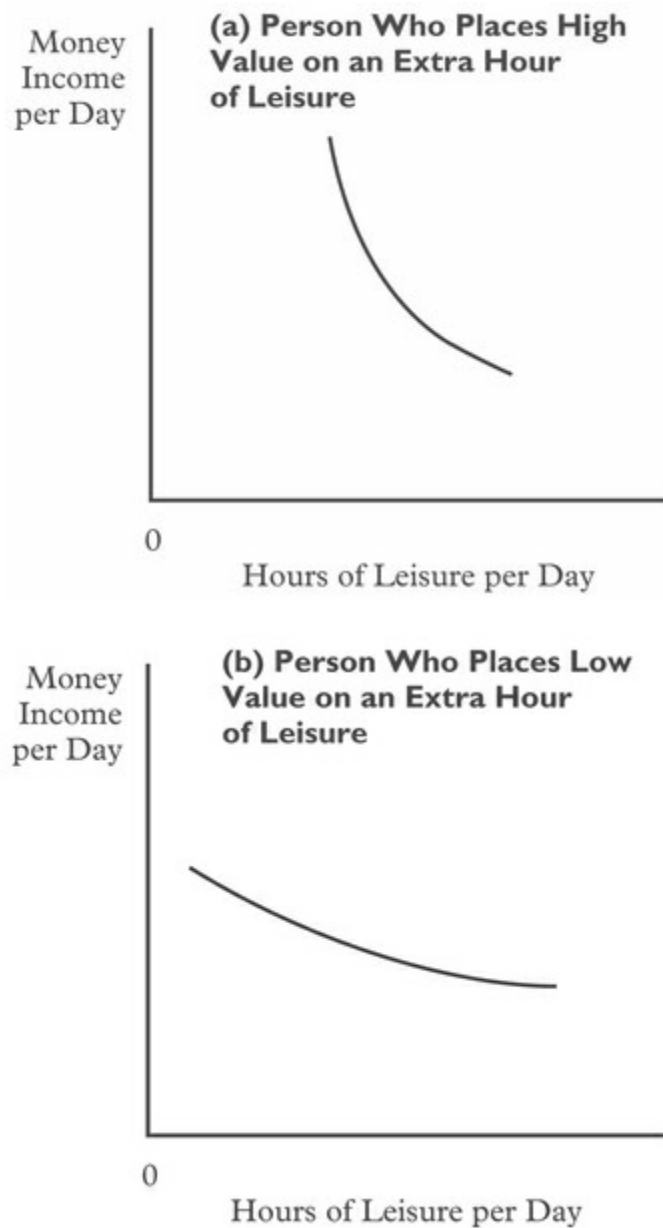 (a) Person Who Places High
Value on an Extra Hour
of Leisure
Money
Income
per Day
0
Hours of Leisure per Day
(b) Person Who Places Low
Value on an Extra Hour
of Leisure
Money
Income
per Day
0
Hours of Leisure per Day